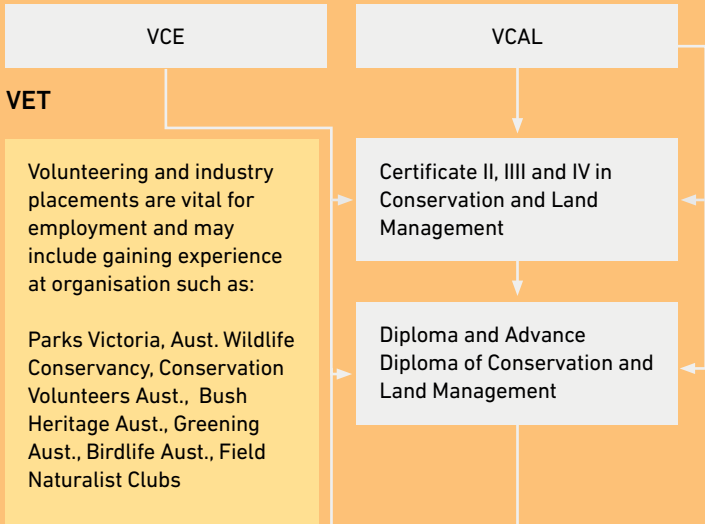 VCE
VCAL
VET
Volunteering and industry
placements are vital for
employment and may
include gaining experience
at organisation such as:
Parks Victoria, Aust. Wildlife
Conservancy, Conservation
Volunteers Aust.,  Bush
Heritage Aust., Greening
Aust., Birdlife Aust., Field
Naturalist Clubs
Certificate II, IIII and IV in
Conservation and Land
Management
Diploma and Advance
Diploma of Conservation and
Land Management